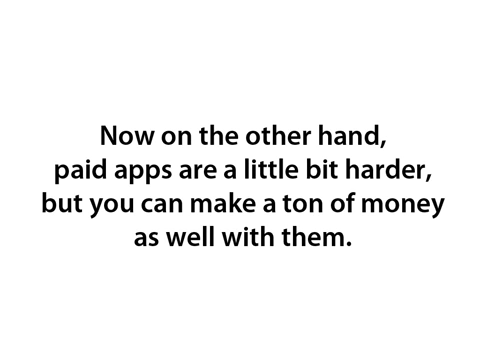 Now on the other hand,
paid apps are a little bit harder,
but you can make a ton of money
as well with them.